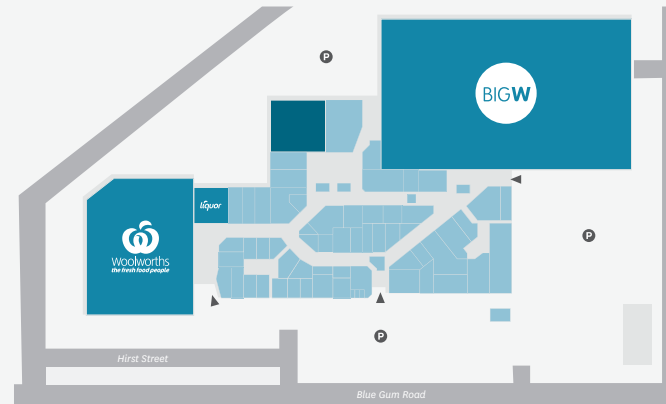 P
BIGW
liquor
Woolworths
the fresh food people
P
P
Hirst Street
Blue Gum Road